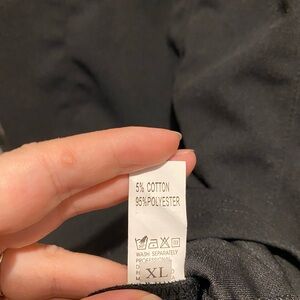 5% COTTON
95%POLYESTER
WASH SEPARATELY
XL